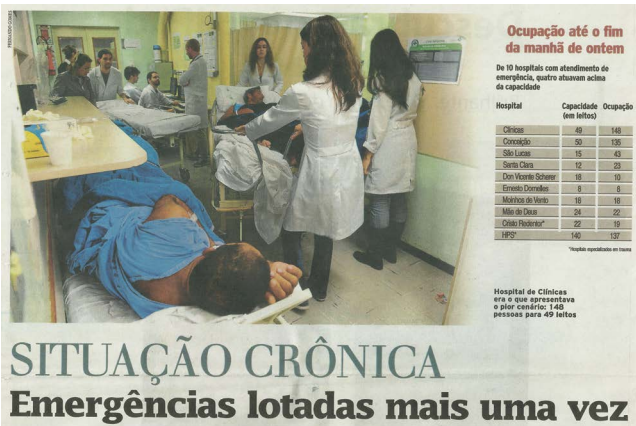 FERNANDO GOMES
Ocupação até o fim
da manhã de ontem
De 10 hospitais com atendimento de
emergência, quatro atuavam acima
da capacidade
Hospital Capacidade Ocupação
(em leitos)
Clínicas 49 148
Conceição 50 135
São Lucas 15 43
Santa Clara 12 23
Don Vicente Scherer 18 10
Ernesto Dornelles 8 8
Moinhos de Vento 18 18
Mãe de Deus 24 22
Cristo Redentor* 22 19
HPS* 140 137
*Hospitais especializados em trauma
Hospital de Clínicas
era o que apresentava
o pior cenário: 148
pessoas para 49 leitos
SITUAÇÃO CRÔNICA
Emergências lotadas mais uma vez